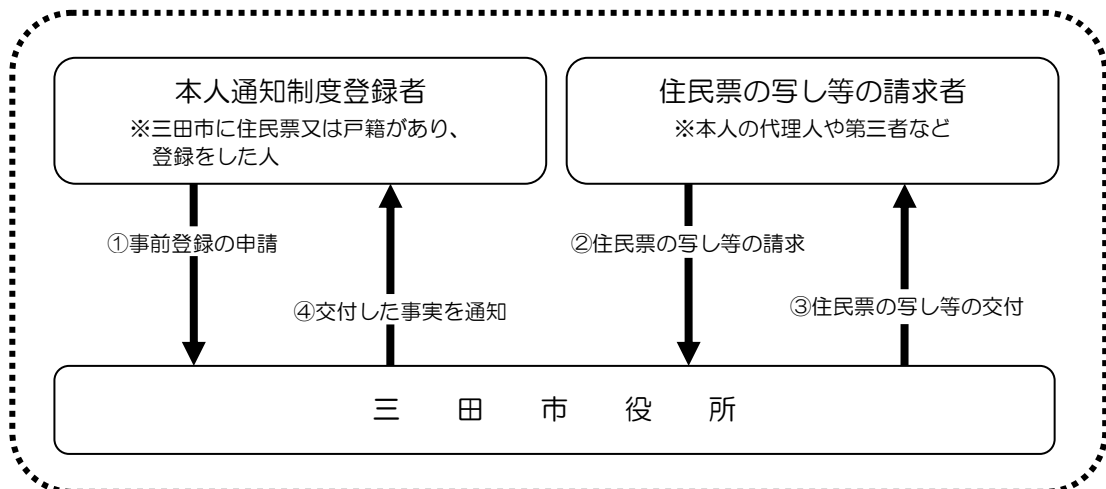 本人通知制度登録者
※三田市に住民票又は戸籍があり、
登録をした人
住民票の写し等の請求者
※本人の代理人や第三者など
①事前登録の申請
②住民票の写し等の請求
④交付した事実を通知
③住民票の写し等の交付
三田市役所